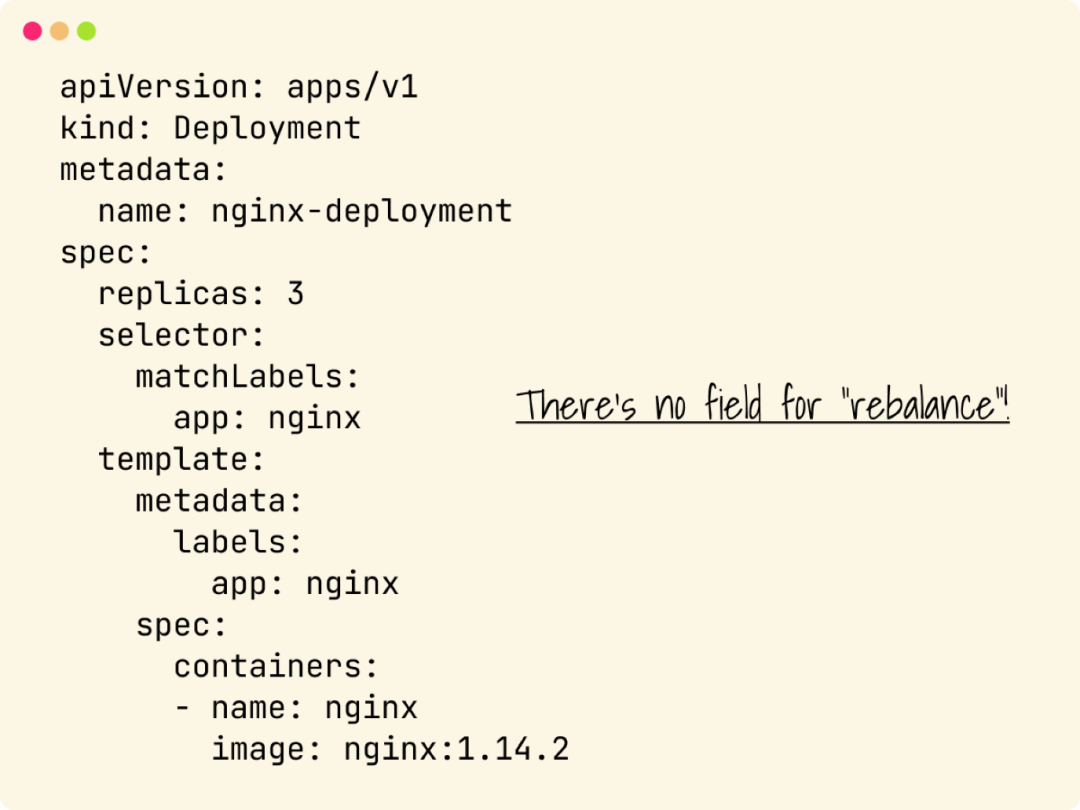 apiVersion: apps/v1
kind: Deployment
metadata:
  name: nginx-deployment
spec:
  replicas: 3
  selector:
    matchLabels:
      app: nginx
There's no field for "rebalance"!
  template:
    metadata:
      labels:
        app: nginx
    spec:
      containers:
      - name: nginx
        image: nginx:1.14.2